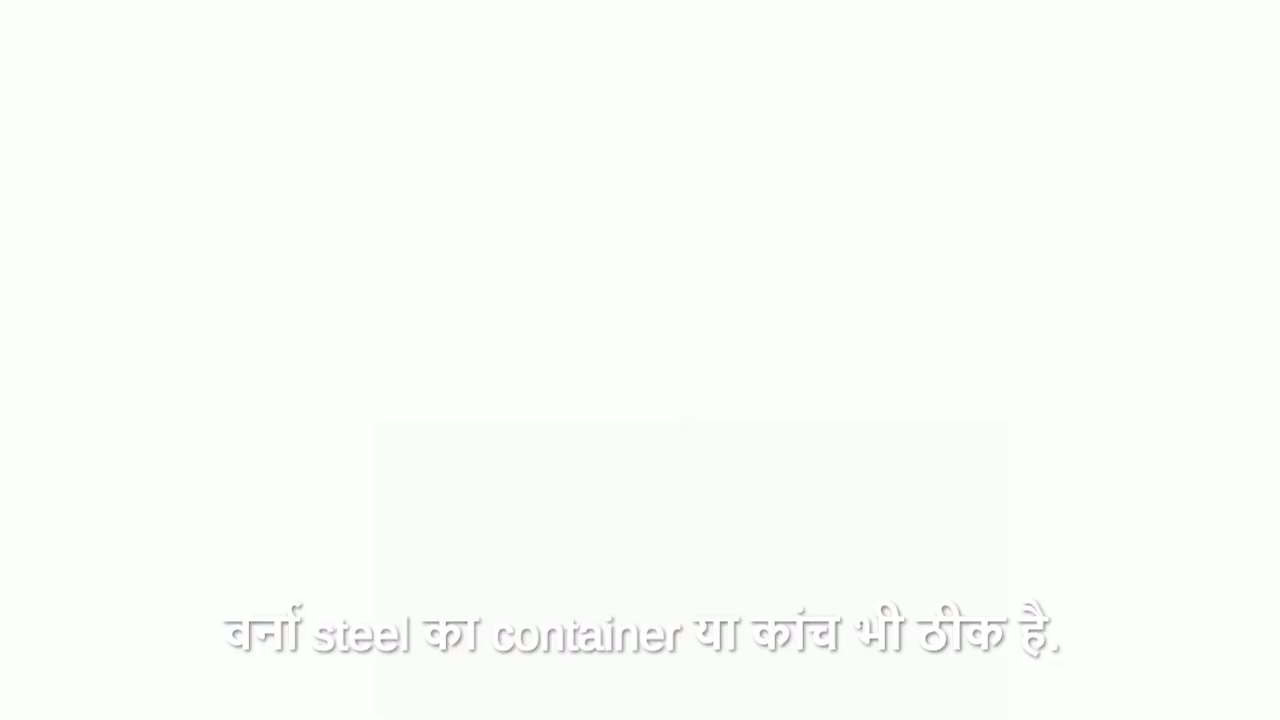 वर्ना steel का container या कांच भी ठीक है.